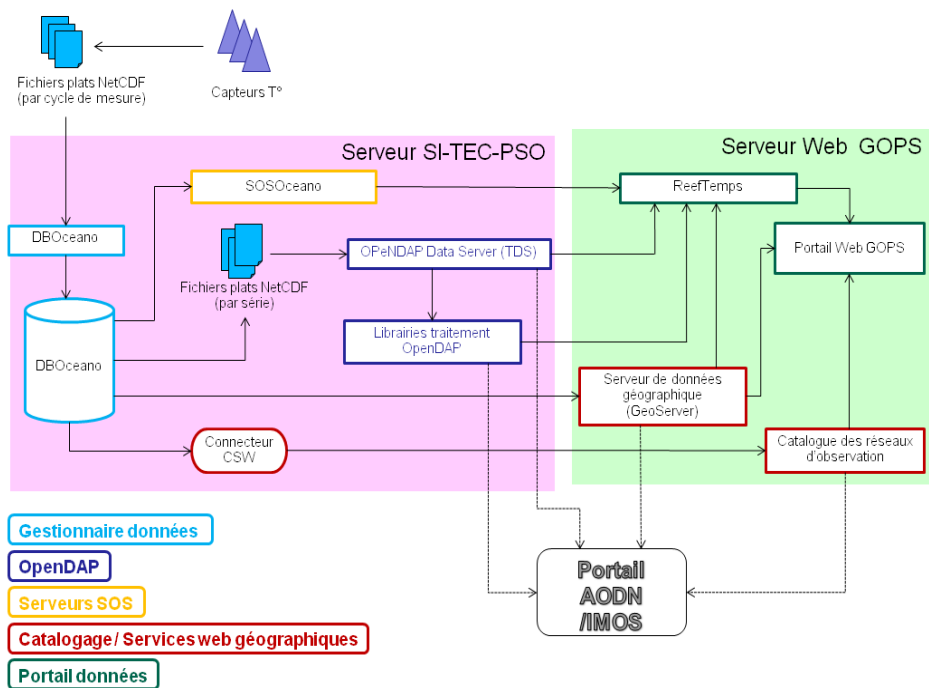 Fichiers plats NetCDF
(par cycle de mesure)
Capteurs T°
Serveur SI-TEC-PSO
Serveur Web GOPS
SOSOceano
ReefTemps
DBOceano
OPeNDAP Data Server (TDS)
Portail Web GOPS
Fichiers plats NetCDF
(par série)
Librairies traitement
OpenDAP
DBOceano
Serveur de données
géographique
(GeoServer)
Connecteur
CSW
Catalogue des réseaux
d'observation
Gestionnaire données
OpenDAP
Serveurs SOS
Catalogage / Services web géographiques
Portail données
Portail
AODN
/IMOS